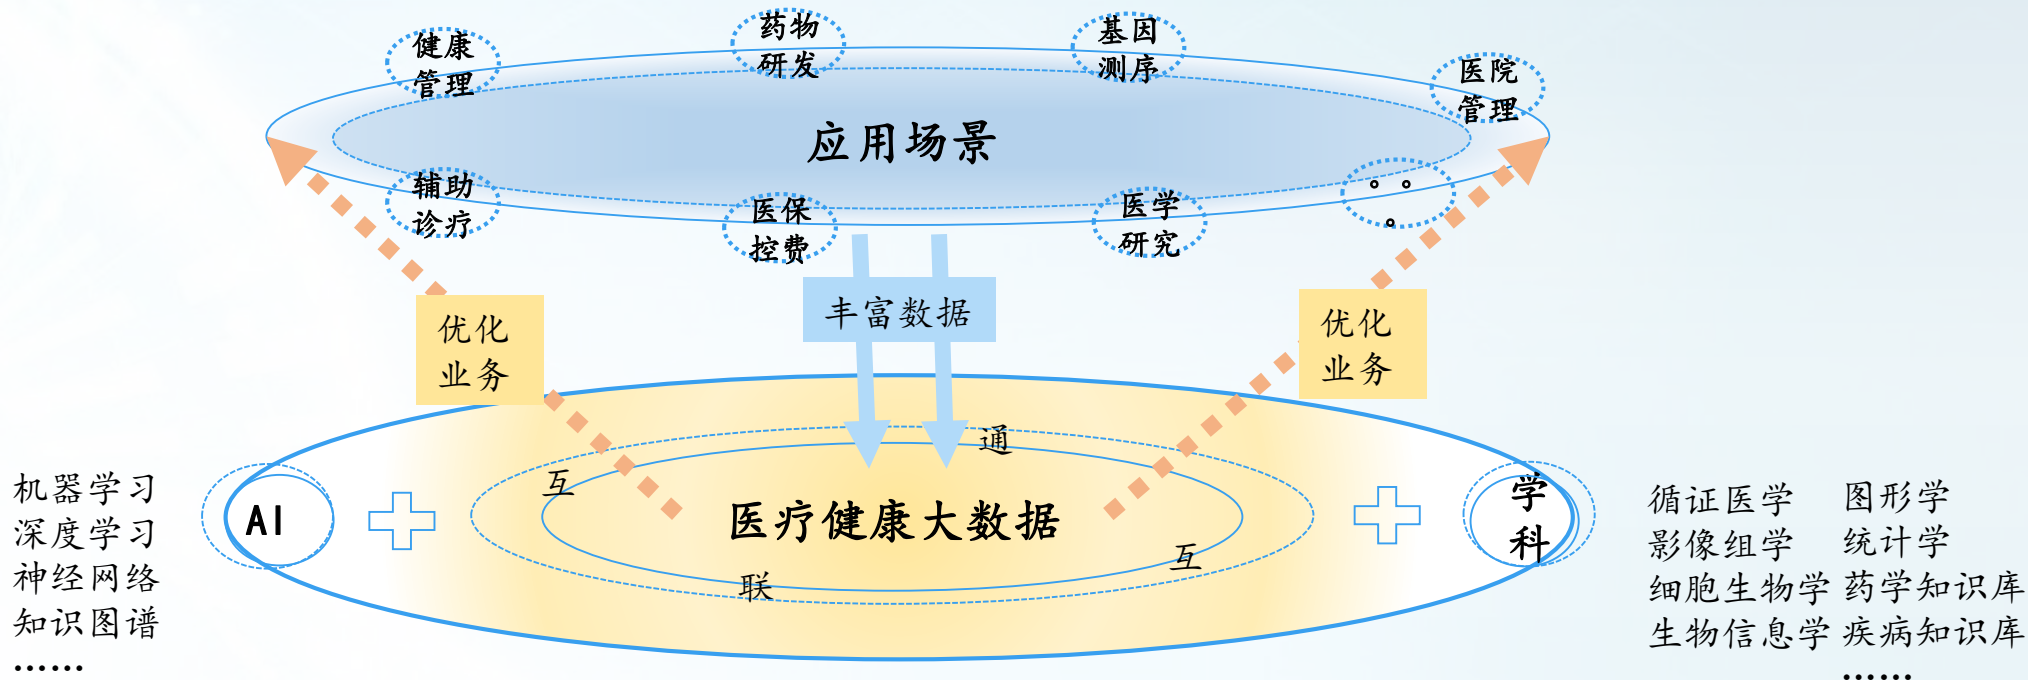 健康
管理
药物
研发
基因
测序
医院
管理
应用场景
辅助
诊疗
医保
控费
医学
研究
。。
。
优化
业务
丰富数据
优化
业务
通
互
医疗健康大数据
互
联
AI
学
科
机器学习
深度学习
神经网络
知识图谱
……
循证医学
影像组学
细胞生物学
生物信息学
图形学
统计学
药学知识库
疾病知识库
……